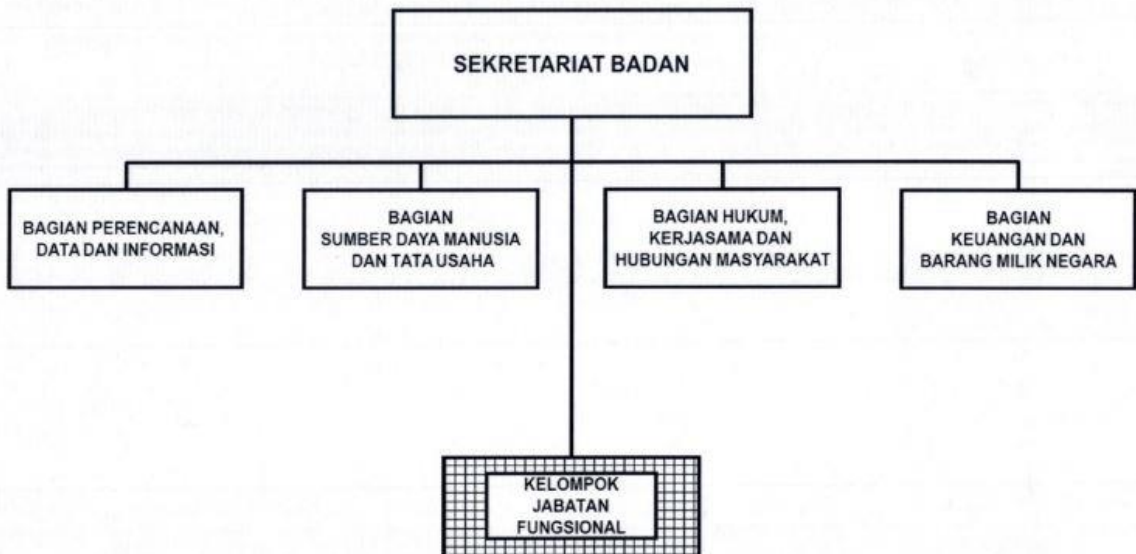 SEKRETARIAT BADAN
BAGIAN PERENCANAAN,
DATA DAN INFORMASI
BAGIAN
SUMBER DAYA MANUSIA
DAN TATA USAHA
BAGIAN HUKUM,
KERJASAMA DAN
HUBUNGAN MASYARAKAT
BAGIAN
KEUANGAN DAN
BARANG MILIK NEGARA
KELOMPOK
JABATAN
FUNGSIONAL